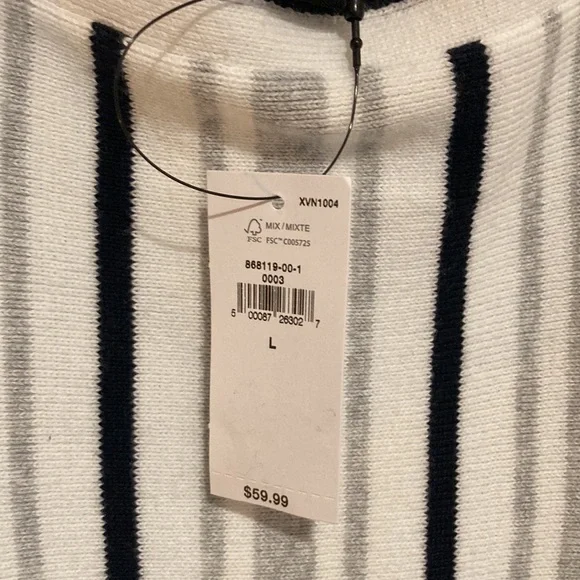 XVN1004
MIX/MIXTE
FSC FSC™ C005725
868119-00-1
0003
5 00087 26302 7
L
$59.99